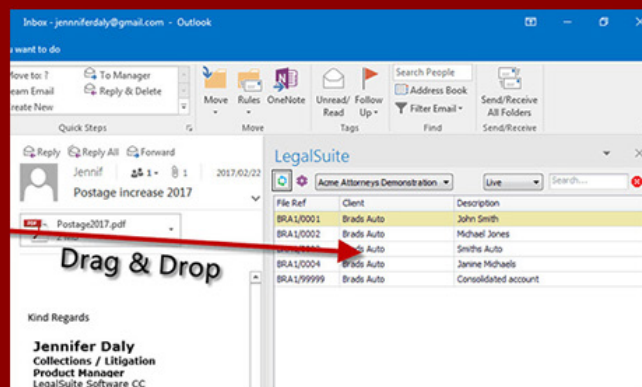 Inbox - jennniferdaly@gmail.com - Outlook
u want to do
Move to: ?
To Manager
Team Email
Reply & Delete
Create New
Quick Steps
Move
Rules
OneNote
Move
Unread/ Read
Follow Up
Tags
Search People
Address Book
Filter Email
Find
Send/Receive All Folders
Send/Receive
Reply Reply All Forward
Jennif 1 1 2017/02/22
Postage increase 2017
Postage2017.pdf
Drag & Drop
Kind Regards
Jennifer Daly
Collections / Litigation
Product Manager
LegalSuite Software CC
LegalSuite
Acme Attorneys Demonstration Live Search...
File Ref Client Description
BRA1/0001 Brads Auto John Smith
BRA1/0002 Brads Auto Michael Jones
Brads Auto Smiths Auto
BRA1/0004 Brads Auto Janine Michaels
BRA1/99999 Brads Auto Consolidated account